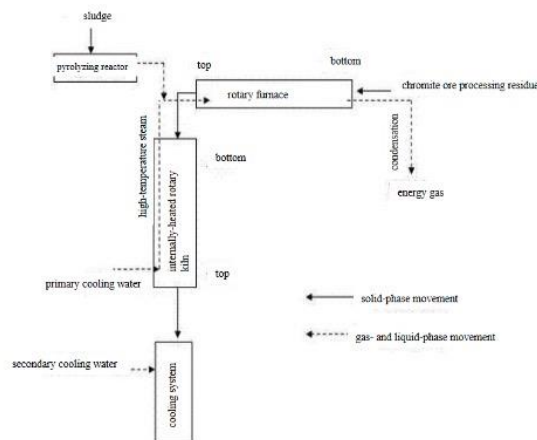 sludge
pyrolyzing reactor
top
bottom
rotary furnace
chromite ore processing residual
condensation
energy gas
high-temperature steam
bottom
internally-heated rotary
kiln
top
primary cooling water
solid-phase movement
gas- and liquid-phase movement
secondary cooling water
cooling system